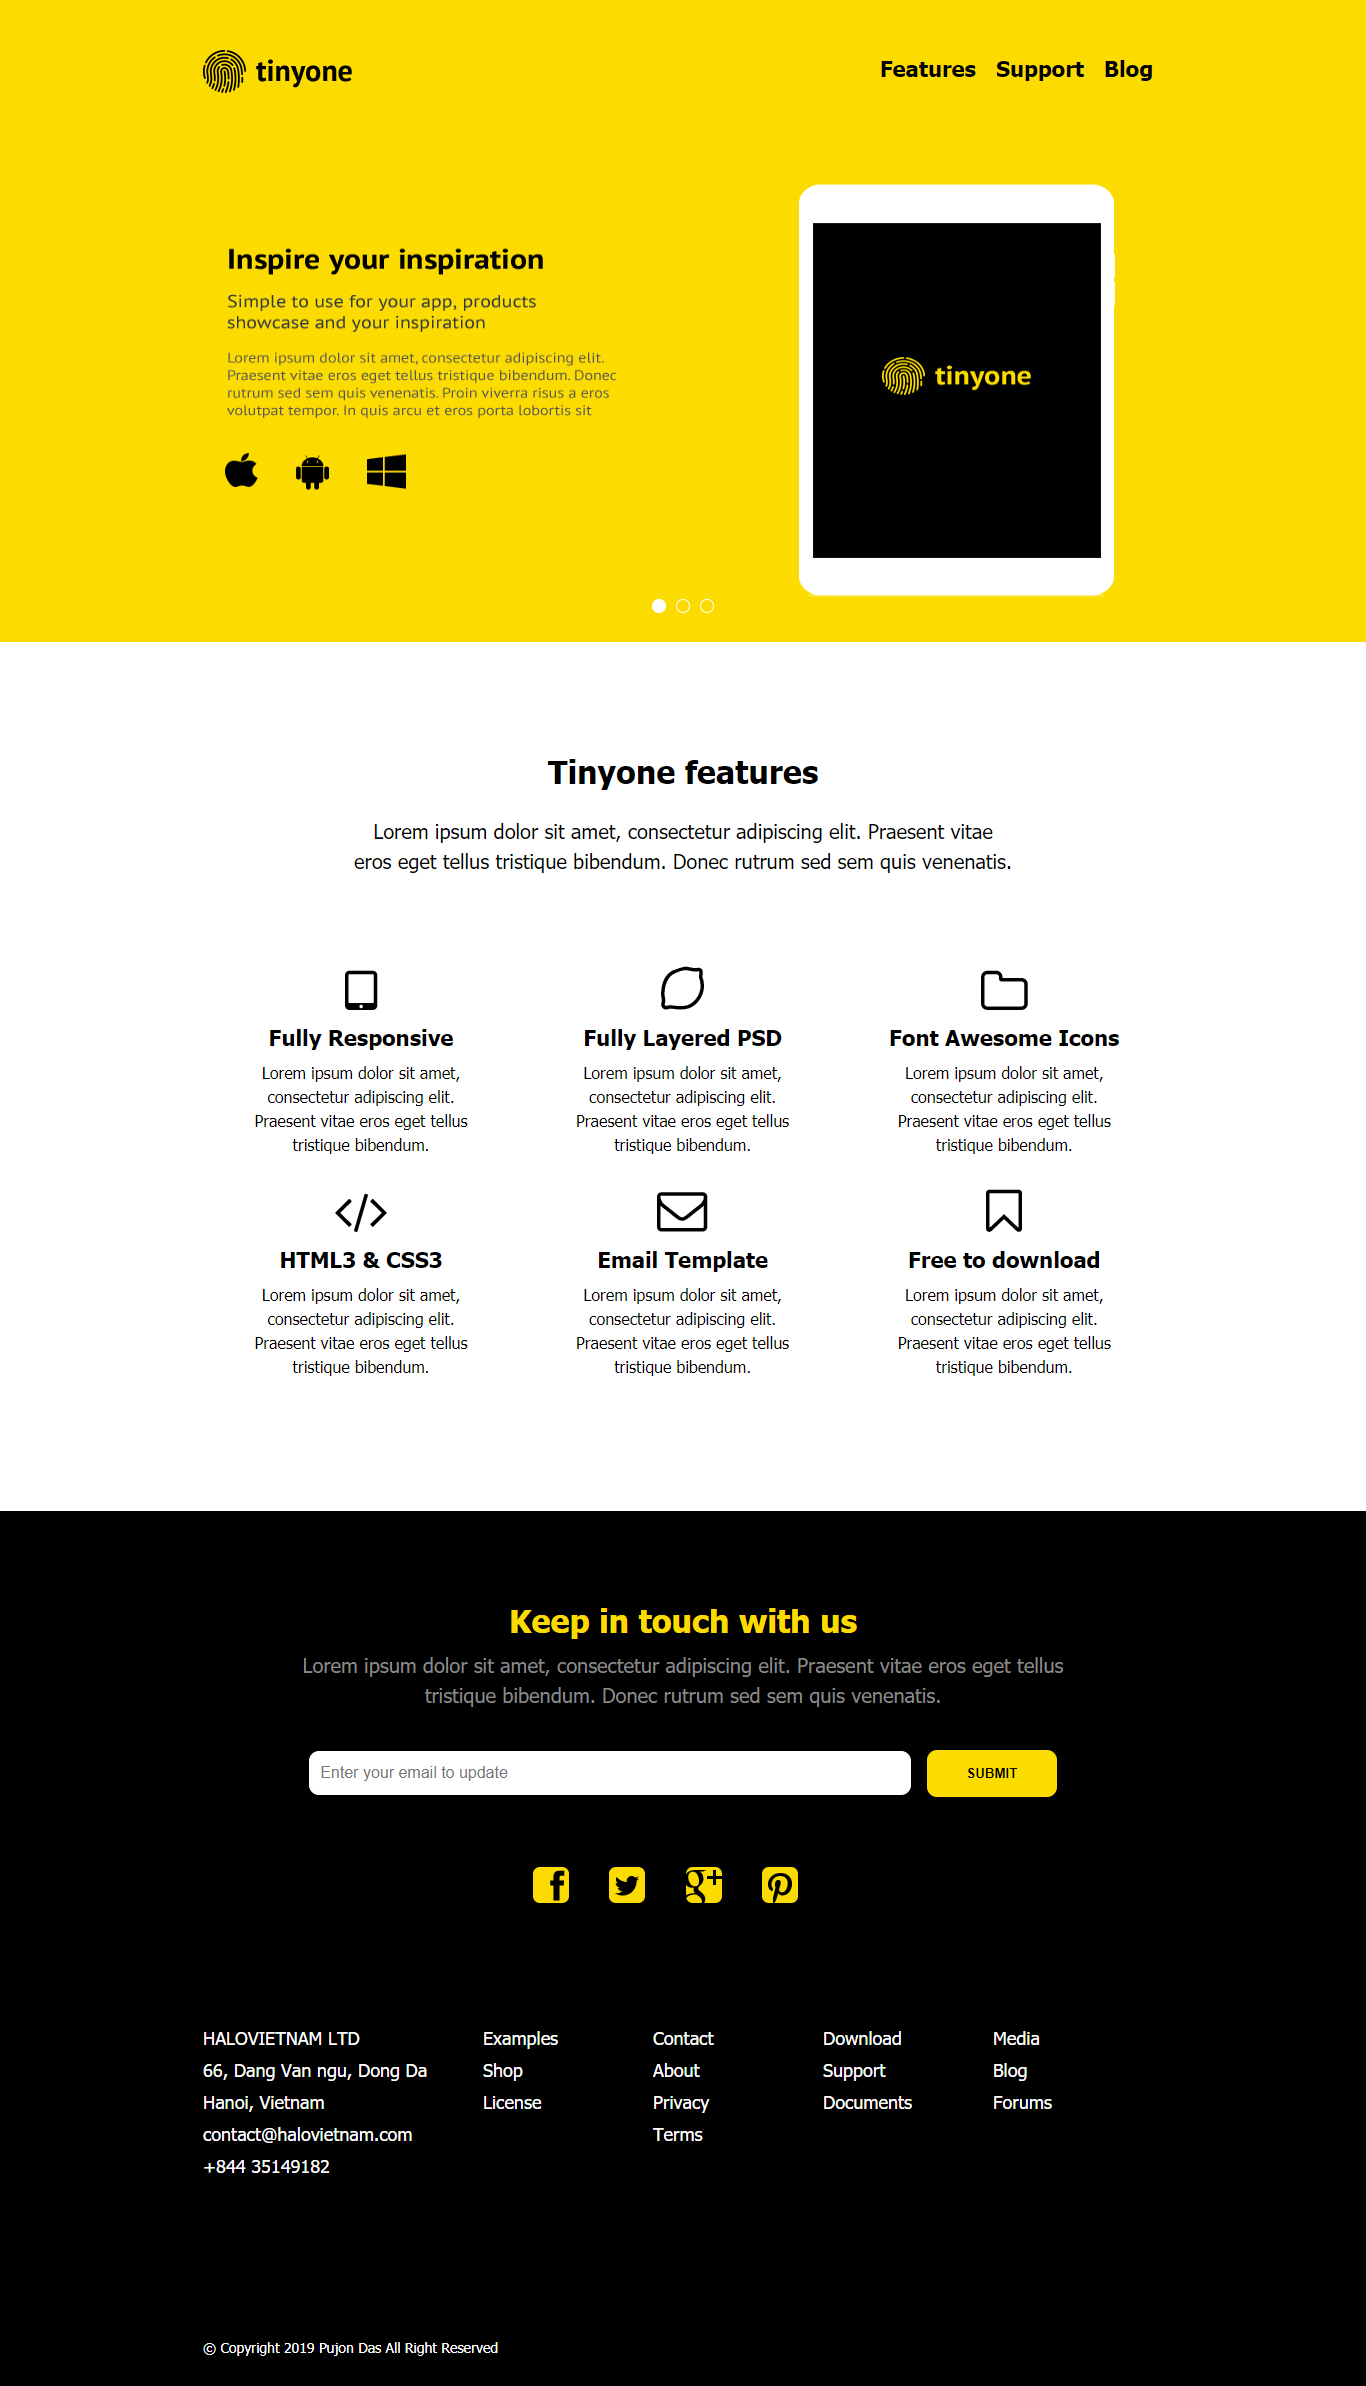 tinyone
Features Support Blog
Inspire your inspiration
Simple to use for your app, products
showcase and your inspiration
Lorem ipsum dolor sit amet, consectetur adipiscing elit.
Praesent vitae eros eget tellus tristique bibendum. Donec
rutrum sed sem quis venenatis. Proin viverra risus a eros
volutpat tempor. In quis arcu et eros porta lobortis sit
tinyone
Tinyone features
Lorem ipsum dolor sit amet, consectetur adipiscing elit. Praesent vitae
eros eget tellus tristique bibendum. Donec rutrum sed sem quis venenatis.
Fully Responsive
Lorem ipsum dolor sit amet,
consectetur adipiscing elit.
Praesent vitae eros eget tellus
tristique bibendum.
Fully Layered PSD
Lorem ipsum dolor sit amet,
consectetur adipiscing elit.
Praesent vitae eros eget tellus
tristique bibendum.
Font Awesome Icons
Lorem ipsum dolor sit amet,
consectetur adipiscing elit.
Praesent vitae eros eget tellus
tristique bibendum.
HTML3 & CSS3
Lorem ipsum dolor sit amet,
consectetur adipiscing elit.
Praesent vitae eros eget tellus
tristique bibendum.
Email Template
Lorem ipsum dolor sit amet,
consectetur adipiscing elit.
Praesent vitae eros eget tellus
tristique bibendum.
Free to download
Lorem ipsum dolor sit amet,
consectetur adipiscing elit.
Praesent vitae eros eget tellus
tristique bibendum.
Keep in touch with us
Lorem ipsum dolor sit amet, consectetur adipiscing elit. Praesent vitae eros eget tellus
tristique bibendum. Donec rutrum sed sem quis venenatis.
Enter your email to update
SUBMIT
HALOVIETNAM LTD
66, Dang Van ngu, Dong Da
Hanoi, Vietnam
contact@halovietnam.com
+844 35149182
Examples
Shop
License
Contact
About
Privacy
Terms
Download
Support
Documents
Media
Blog
Forums
© Copyright 2019 Pujon Das All Right Reserved